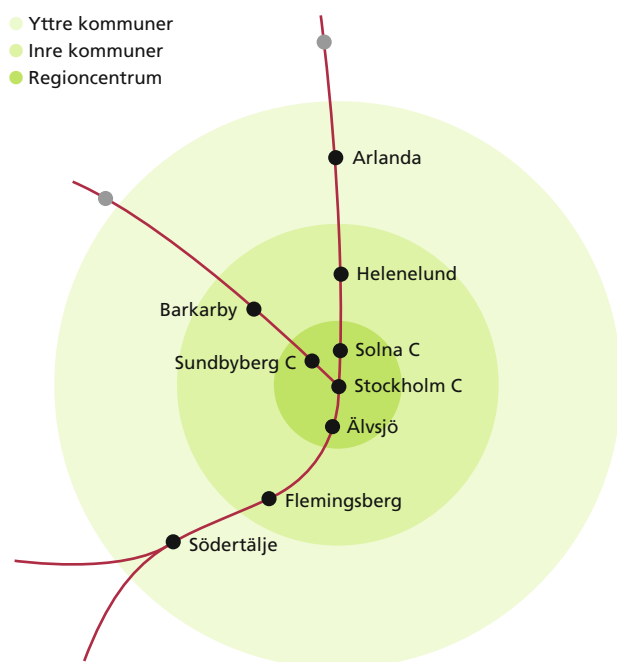 Yttre kommuner
Inre kommuner
Regioncentrum
Arlanda
Helenelund
Barkarby
Solna C
Sundbyberg C
Stockholm C
Älvsjö
Flemingsberg
Södertälje